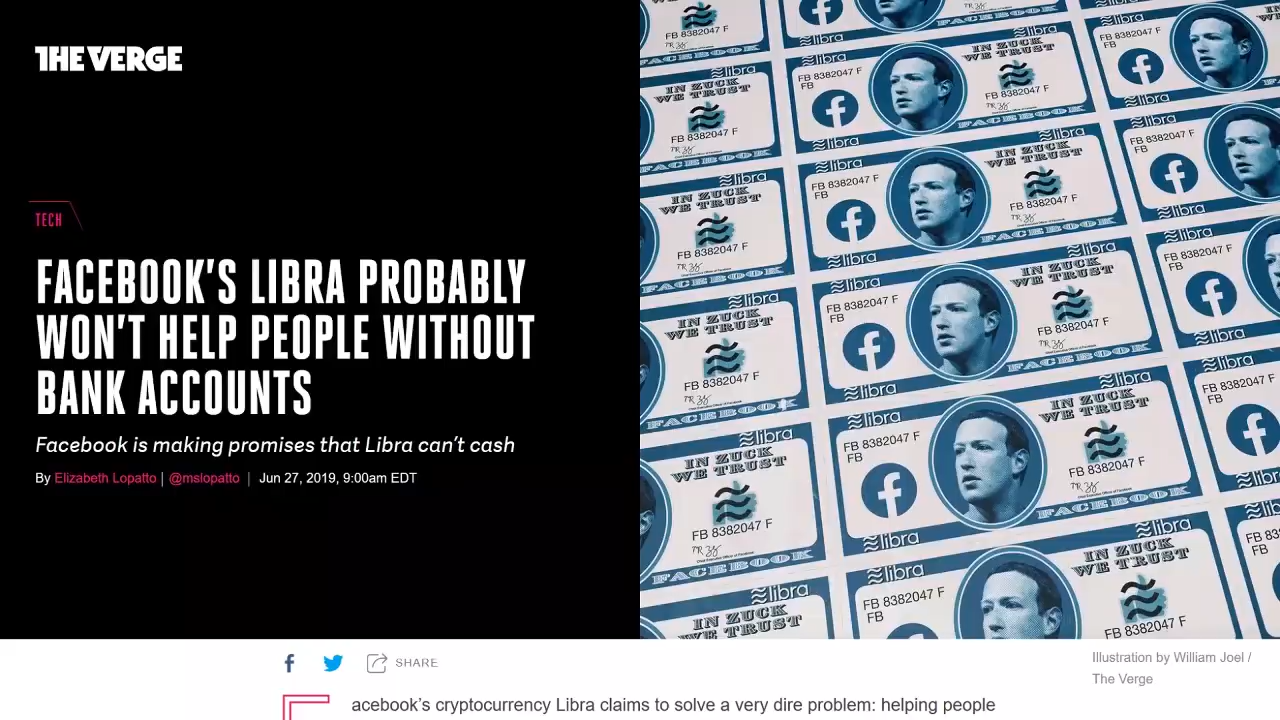 THE VERGE
TECH
FACEBOOK'S LIBRA PROBABLY
WON'T HELP PEOPLE WITHOUT
BANK ACCOUNTS
Facebook is making promises that Libra can't cash
By Elizabeth Lopatto | @mslopatto | Jun 27, 2019, 9:00am EDT
libra
IN ZUCK
WE TRUST
FB 8382047 F
FB
FACEBOOK
SHARE
Illustration by William Joel /
The Verge
Facebook's cryptocurrency Libra claims to solve a very dire problem: helping people